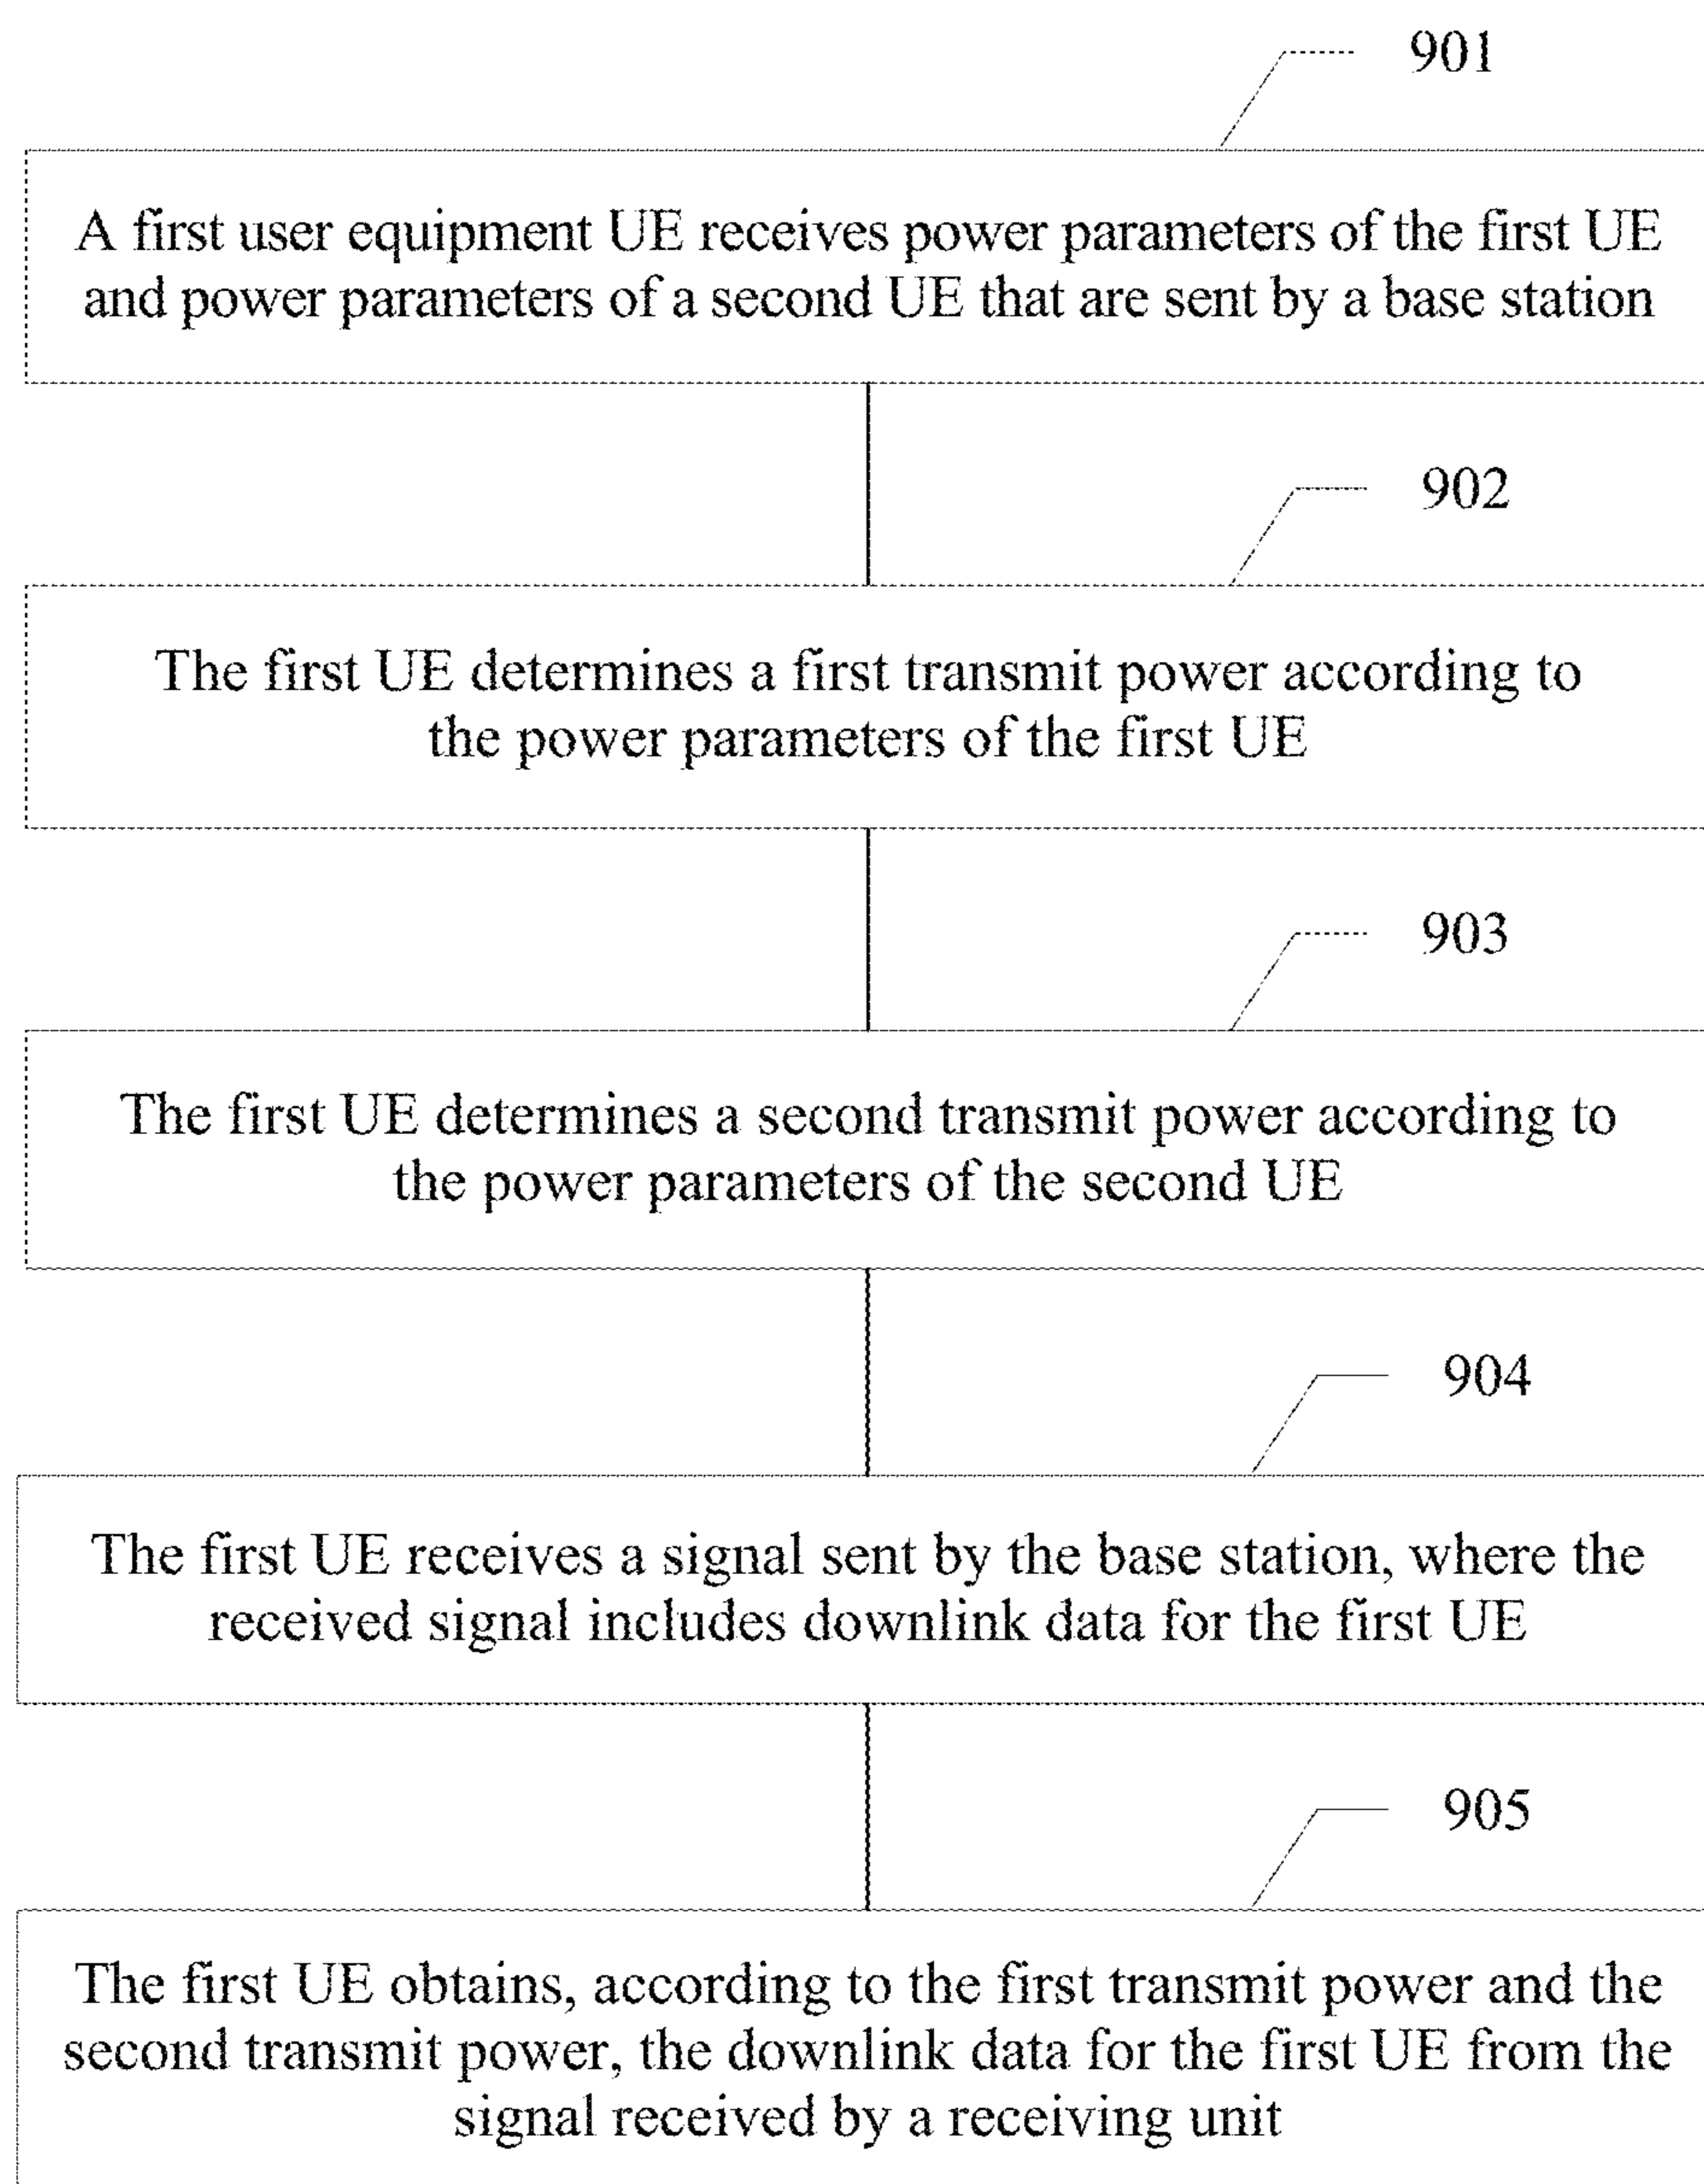 901
A first user equipment UE receives power parameters of the first UE
and power parameters of a second UE that are sent by a base station
902
The first UE determines a first transmit power according to
the power parameters of the first UE
903
The first UE determines a second transmit power according to
the power parameters of the second UE
904
The first UE receives a signal sent by the base station, where the
received signal includes downlink data for the first UE
905
The first UE obtains, according to the first transmit power and the
second transmit power, the downlink data for the first UE from the
signal received by a receiving unit